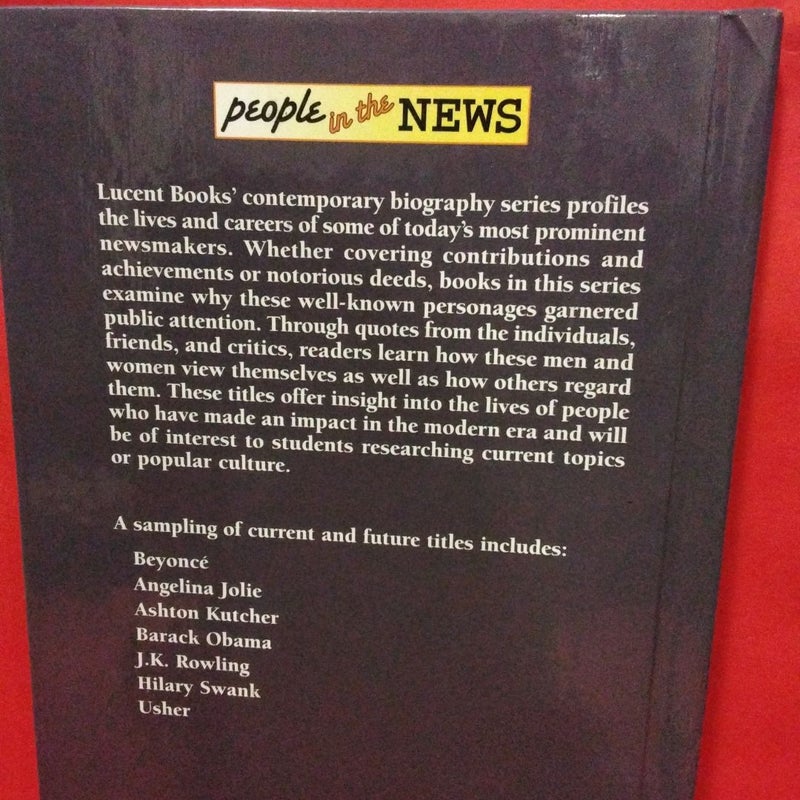 people in the NEWS
Lucent Books' contemporary biography series profiles
the lives and careers of some of today's most prominent
newsmakers. Whether covering contributions and
achievements or notorious deeds, books in this series
examine why these well-known personages garnered
public attention. Through quotes from the individuals,
friends, and critics, readers learn how these men and
women view themselves as well as how others regard
them. These titles offer insight into the lives of people
who have made an impact in the modern era and will
be of interest to students researching current topics
or popular culture.
A sampling of current and future titles includes:
Beyoncé
Angelina Jolie
Ashton Kutcher
Barack Obama
J.K. Rowling
Hilary Swank
Usher